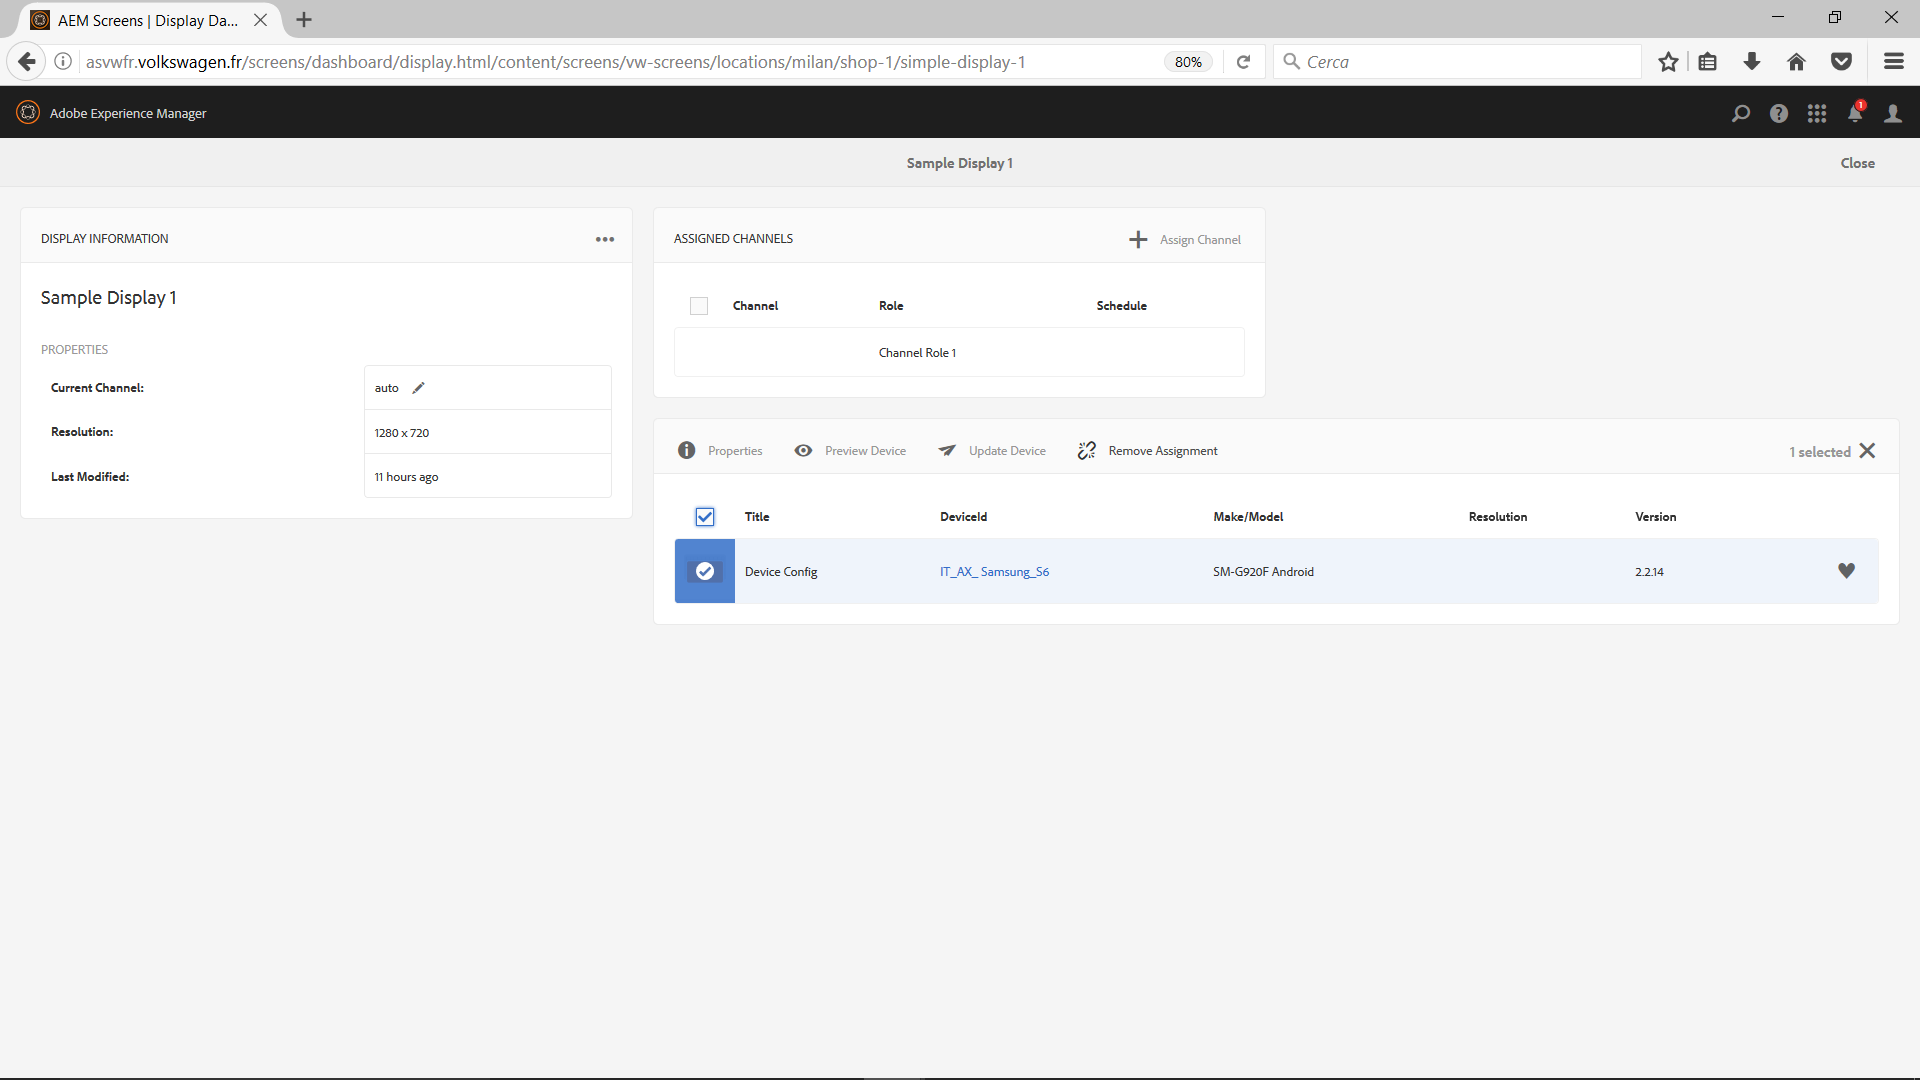 AEM Screens | Display Da...
asvwfr.volkswagen.fr/screens/dashboard/display.html/content/screens/vw-screens/locations/milan/shop-1/simple-display-1
80%
Cerca
Adobe Experience Manager
1
Sample Display 1
Close
DISPLAY INFORMATION
Sample Display 1
PROPERTIES
Current Channel: auto
Resolution: 1280 x 720
Last Modified: 11 hours ago
ASSIGNED CHANNELS
Assign Channel
Channel Role Schedule
Channel Role 1
Properties Preview Device Update Device Remove Assignment 1 selected
Title DeviceId Make/Model Resolution Version
Device Config IT_AX_ Samsung_S6 SM-G920F Android 2.2.14